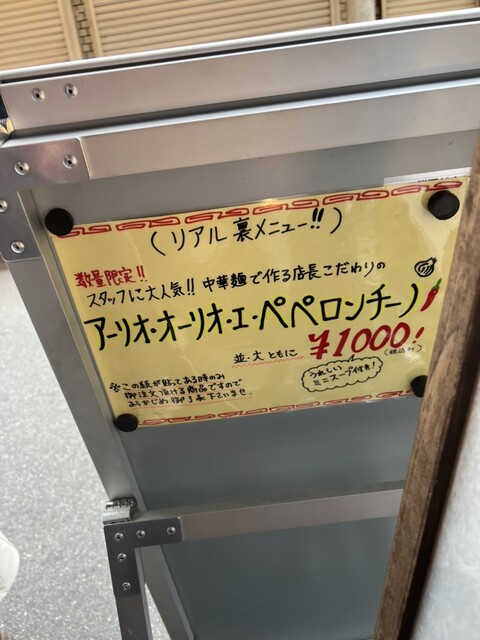 (リアル裏メニュー!!)
数量限定!!
スタッフに大人気!! 中華麺で作る店長こだわりの
アーリオ・オーリオ・エ・ペペロンチーノ
並・大ともに ¥1000!
(税込み)
うれしい
ミニスープ付き!
※この紙が貼ってある時のみ
御注文頂ける商品ですので
あらかじめ御了承下さいませ。